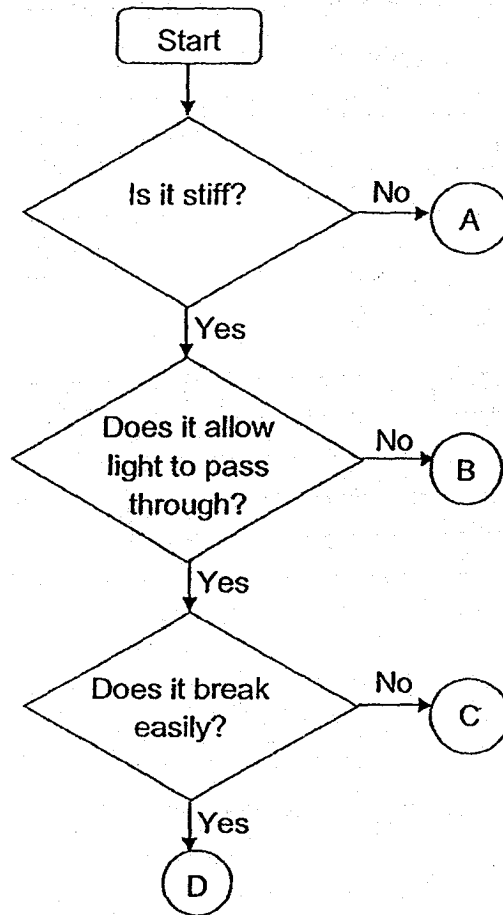 Start
Is it stiff?
No
A
Yes
Does it allow
light to pass
through?
No
B
Yes
Does it break
easily?
No
C
Yes
D